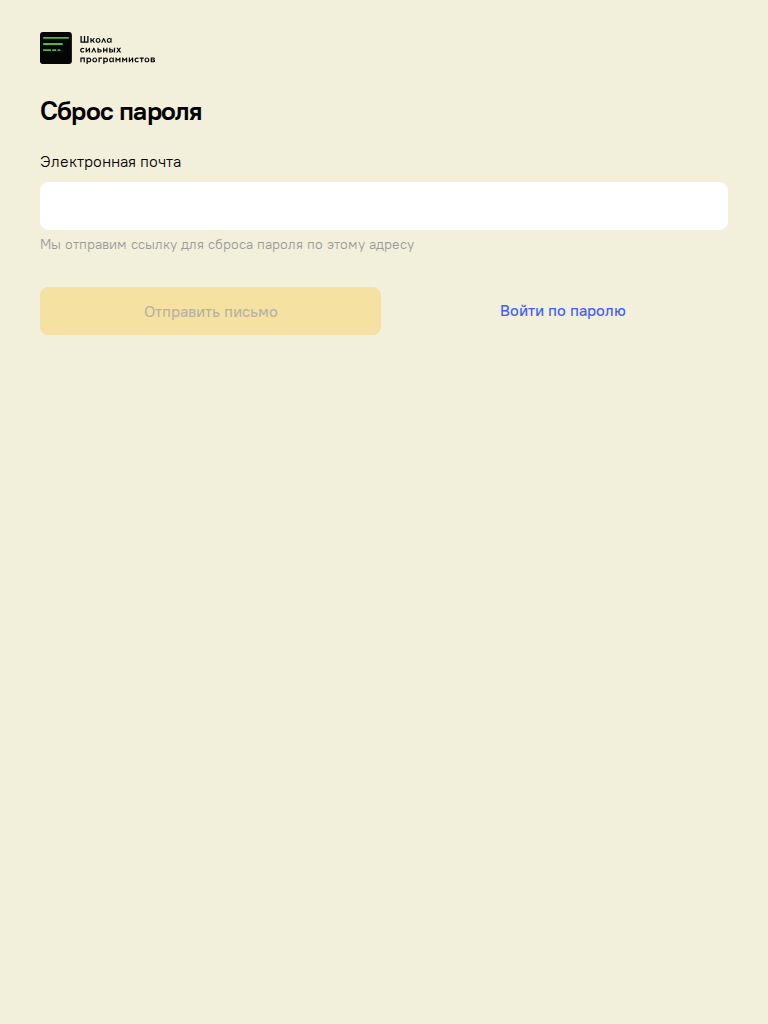 Школа
сильных
программистов
Сброс пароля
Электронная почта
Мы отправим ссылку для сброса пароля по этому адресу
Отправить письмо
Войти по паролю